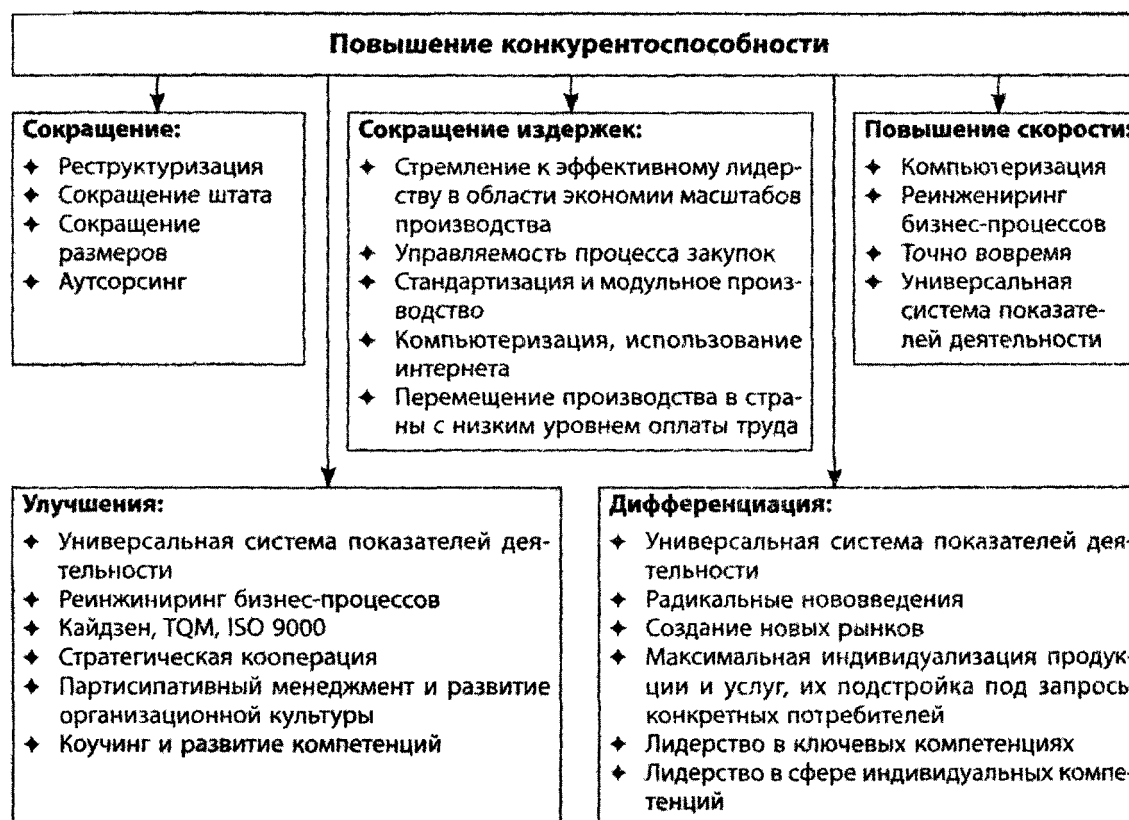 Повышение конкурентоспособности
Сокращение:
✦ Реструктуризация
✦ Сокращение штата
✦ Сокращение
размеров
✦ Аутсорсинг
Сокращение издержек:
✦ Стремление к эффективному лидер-
ству в области экономии масштабов
производства
✦ Управляемость процесса закупок
✦ Стандартизация и модульное произ-
водство
✦ Компьютеризация, использование
интернета
✦ Перемещение производства в стра-
ны с низким уровнем оплаты труда
Повышение скорости:
✦ Компьютеризация
✦ Реинжениринг
бизнес-процессов
✦ Точно вовремя
✦ Универсальная
система показате-
лей деятельности
Улучшения:
✦ Универсальная система показателей дея-
тельности
✦ Реинжиниринг бизнес-процессов
✦ Кайдзен, TQM, ISO 9000
✦ Стратегическая кооперация
✦ Партисипативный менеджмент и развитие
организационной культуры
✦ Коучинг и развитие компетенций
Дифференциация:
✦ Универсальная система показателей дея-
тельности
✦ Радикальные нововведения
✦ Создание новых рынков
✦ Максимальная индивидуализация продук-
ции и услуг, их подстройка под запросы
конкретных потребителей
✦ Лидерство в ключевых компетенциях
✦ Лидерство в сфере индивидуальных компе-
тенций